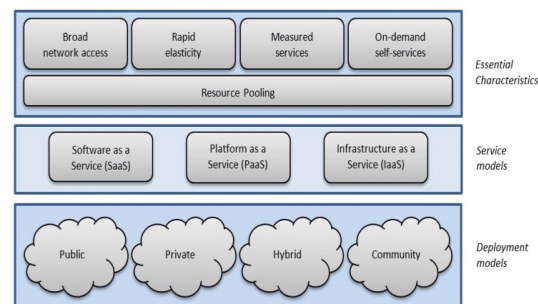 Broad
network access
Rapid
elasticity
Measured
services
On-demand
self-services
Resource Pooling
Essential
Characteristics
Software as a
Service (SaaS)
Platform as a
Service (PaaS)
Infrastructure as a
Service (IaaS)
Service
models
Public
Private
Hybrid
Community
Deployment
models